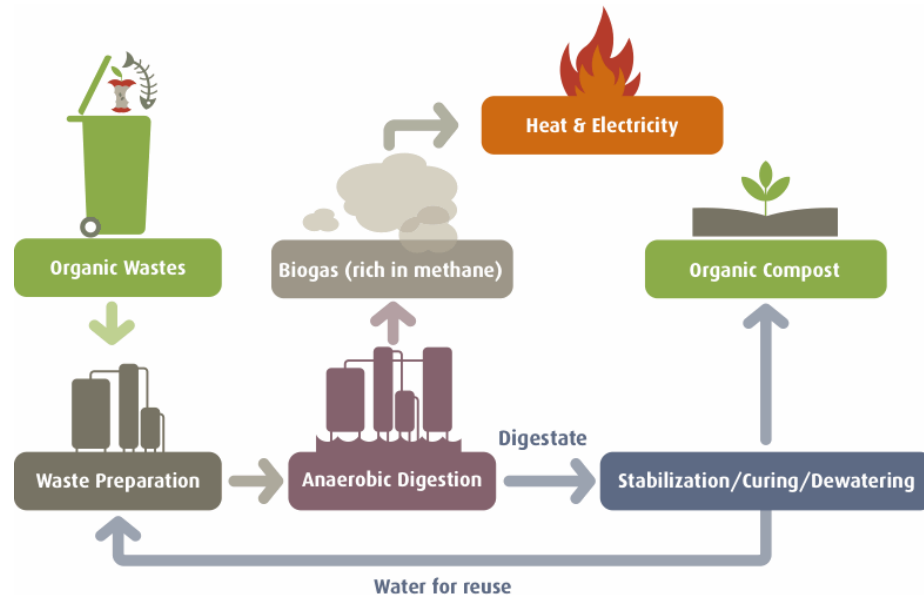 Heat & Electricity
Organic Wastes
Biogas (rich in methane)
Organic Compost
Digestate
Waste Preparation
Anaerobic Digestion
Stabilization/Curing/Dewatering
Water for reuse